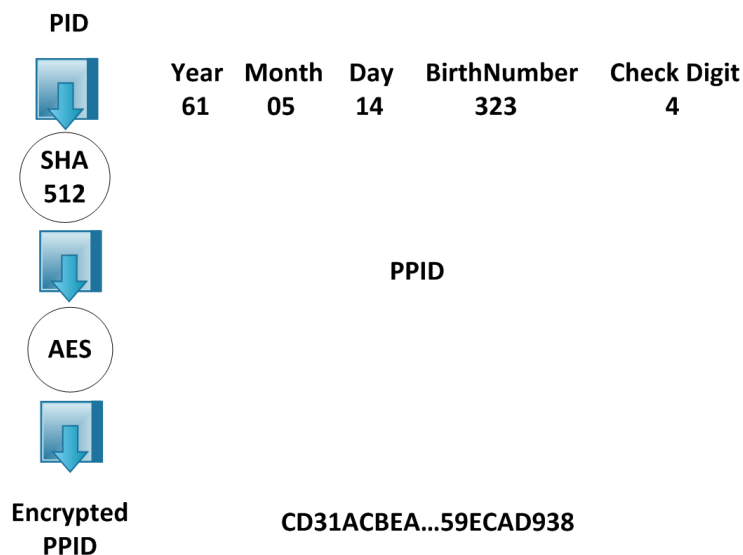 PID
Year Month Day BirthNumber Check Digit
61 05 14 323 4
SHA
512
PPID
AES
Encrypted
PPID
CD31ACBEA...59ECAD938